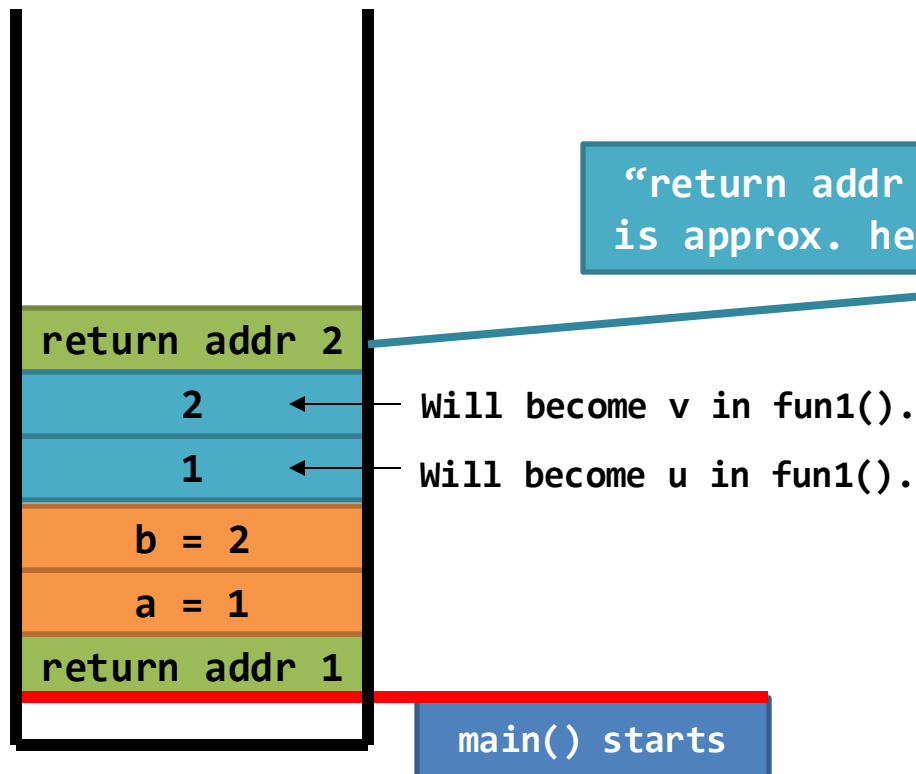 “return addr
is approx. he
return addr 2
2
Will become v in fun1().
1
Will become u in fun1().
b = 2
a = 1
return addr 1
main() starts